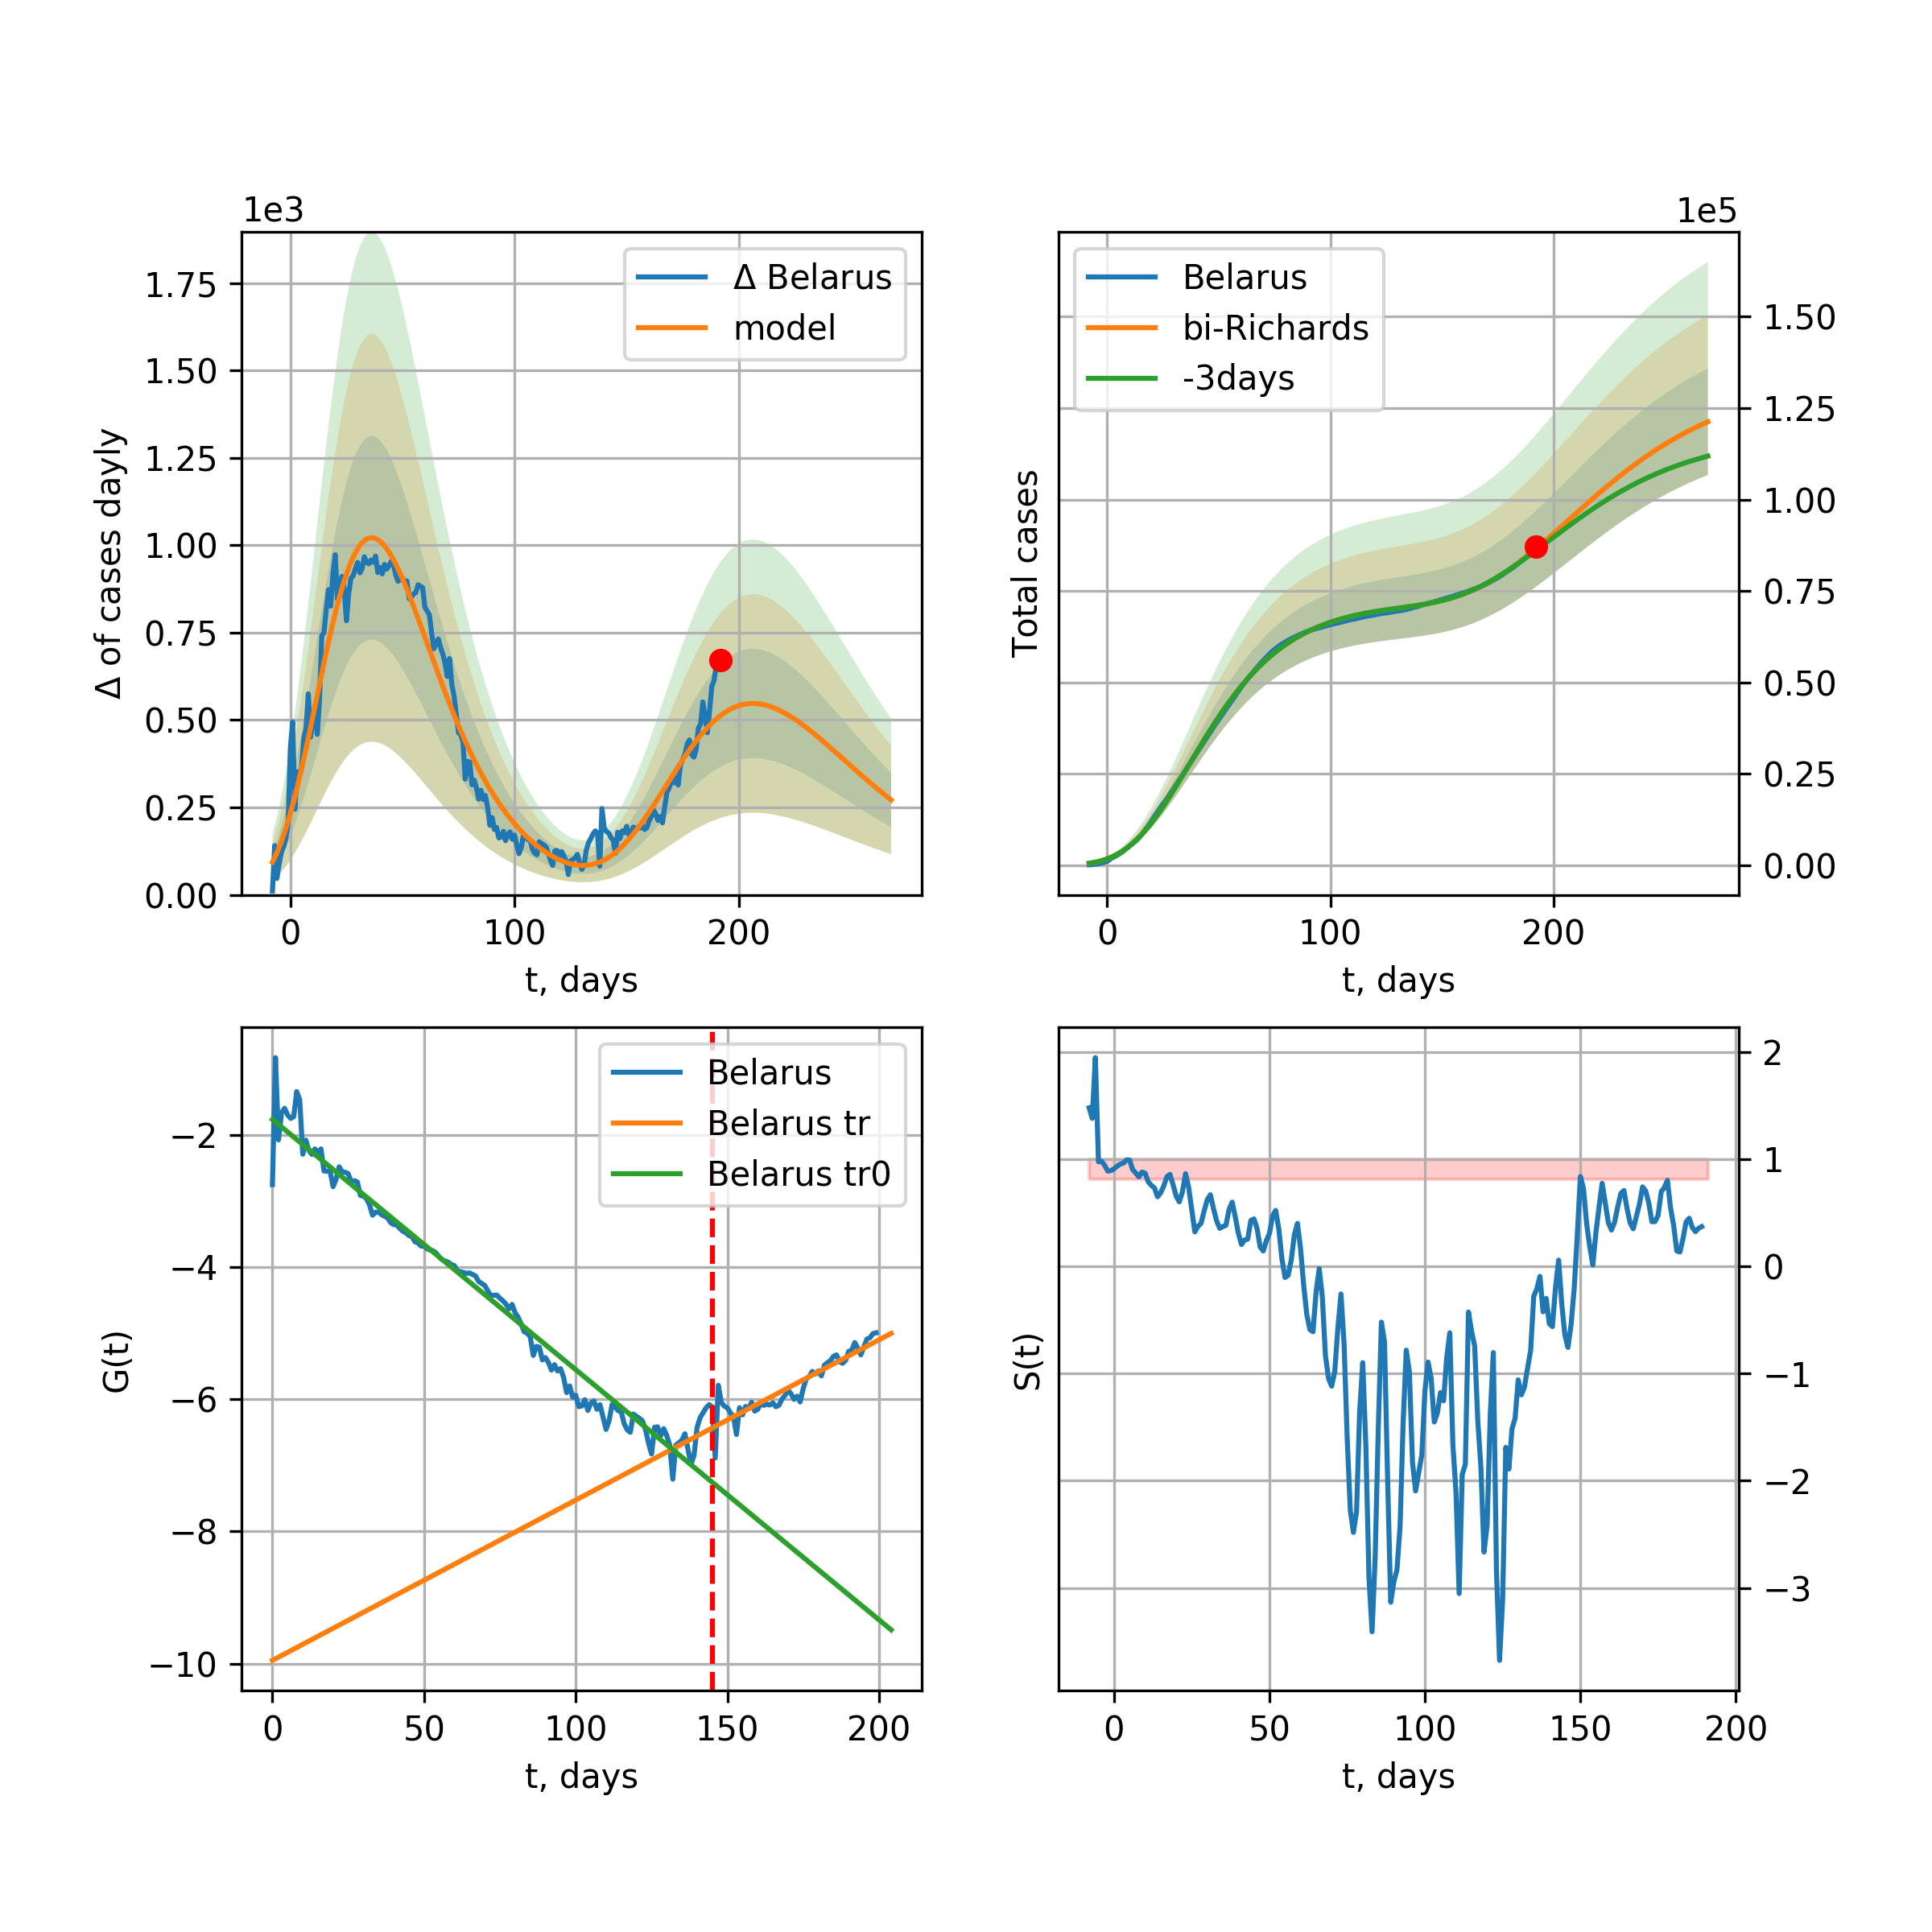 1e3
Δ of cases dayly
1.75
1.50
1.25
1.00
0.75
0.50
0.25
0.00
Δ Belarus
model
0 100 200
t, days
1e5
Total cases
Belarus
bi-Richards
-3days
1.50
1.25
1.00
0.75
0.50
0.25
0.00
0 100 200
t, days
G(t)
−2
−4
−6
−8
−10
Belarus
Belarus tr
Belarus tr0
0 50 100 150 200
t, days
S(t)
2
1
0
−1
−2
−3
0 50 100 150 200
t, days